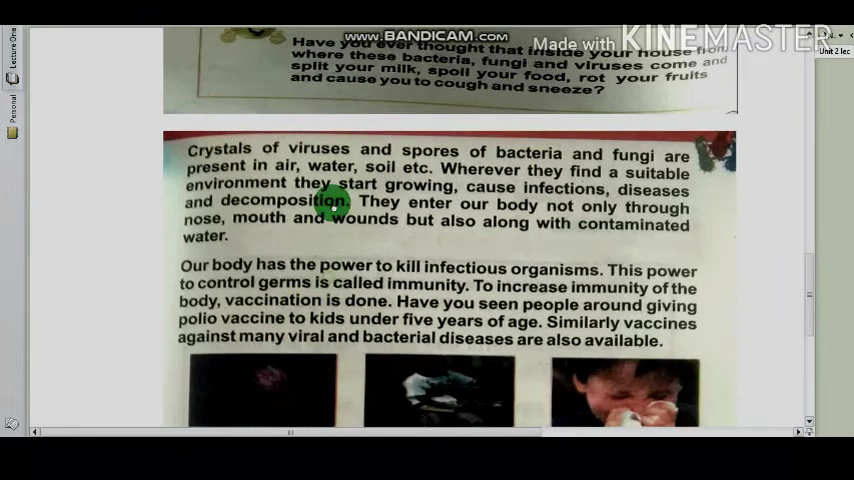 www.BANDICAM.com
Made with KINEMASTER
Have you ever thought that inside your house from
where these bacteria, fungi and viruses come and
split your milk, spoil your food, rot your fruits
and cause you to cough and sneeze?
Crystals of viruses and spores of bacteria and fungi are
present in air, water, soil etc. Wherever they find a suitable
environment they start growing, cause infections, diseases
and decomposition. They enter our body not only through
nose, mouth and wounds but also along with contaminated
water.
Our body has the power to kill infectious organisms. This power
to control germs is called immunity. To increase immunity of the
body, vaccination is done. Have you seen people around giving
polio vaccine to kids under five years of age. Similarly vaccines
against many viral and bacterial diseases are also available.
Lecture One
Personal
Unit 2 lec